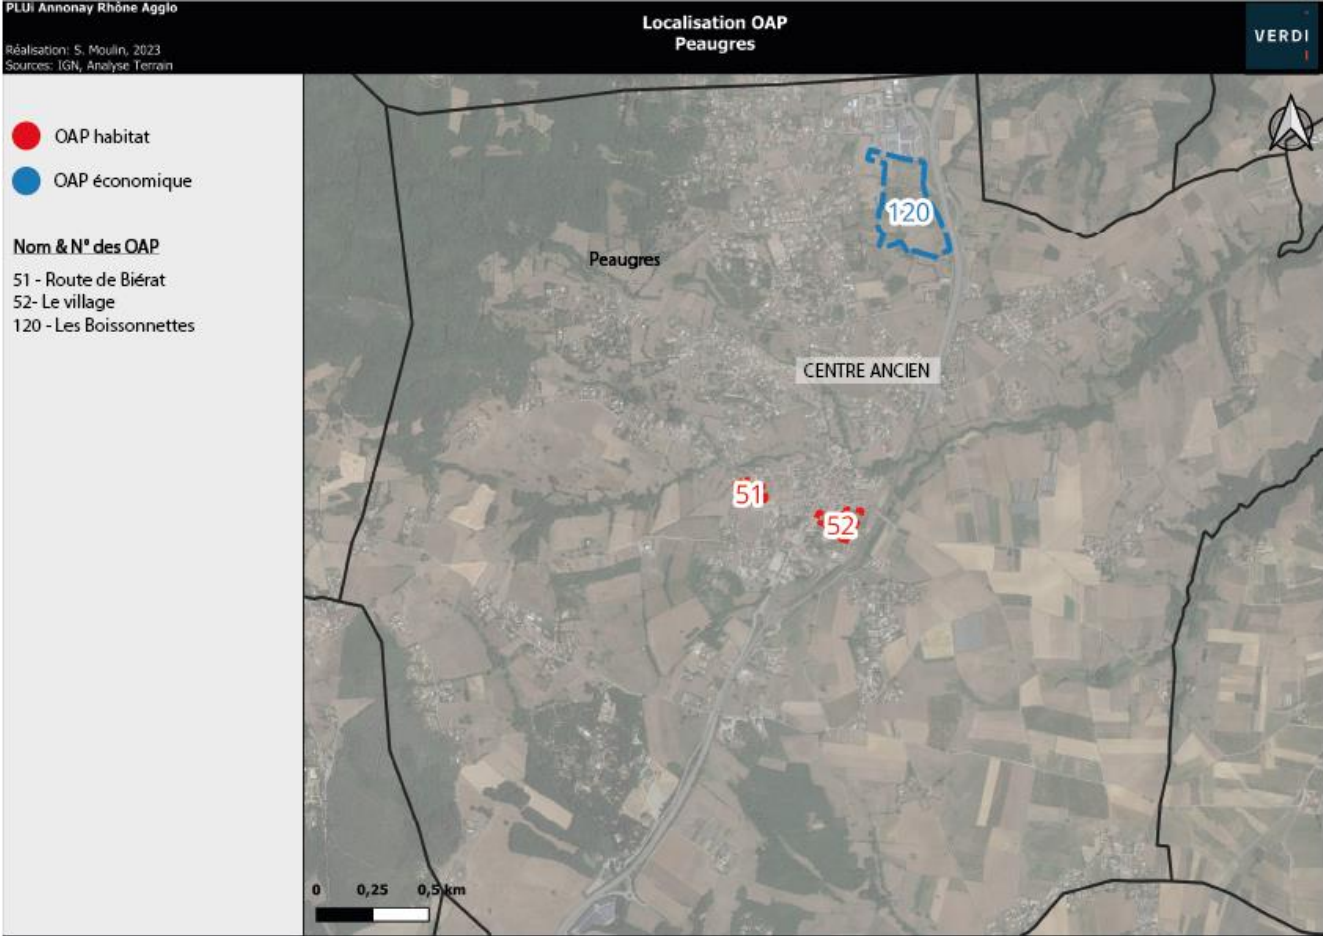 PLUi Annonay Rhône Agglo
Réalisation: S. Moulin, 2023
Sources: IGN, Analyse Terrain
Localisation OAP
Peaugres
VERDI
OAP habitat
OAP économique
Nom & N° des OAP
51 - Route de Biérat
52- Le village
120 - Les Boissonnettes
120
Peaugres
CENTRE ANCIEN
51
52
0 0,25 0,5 km